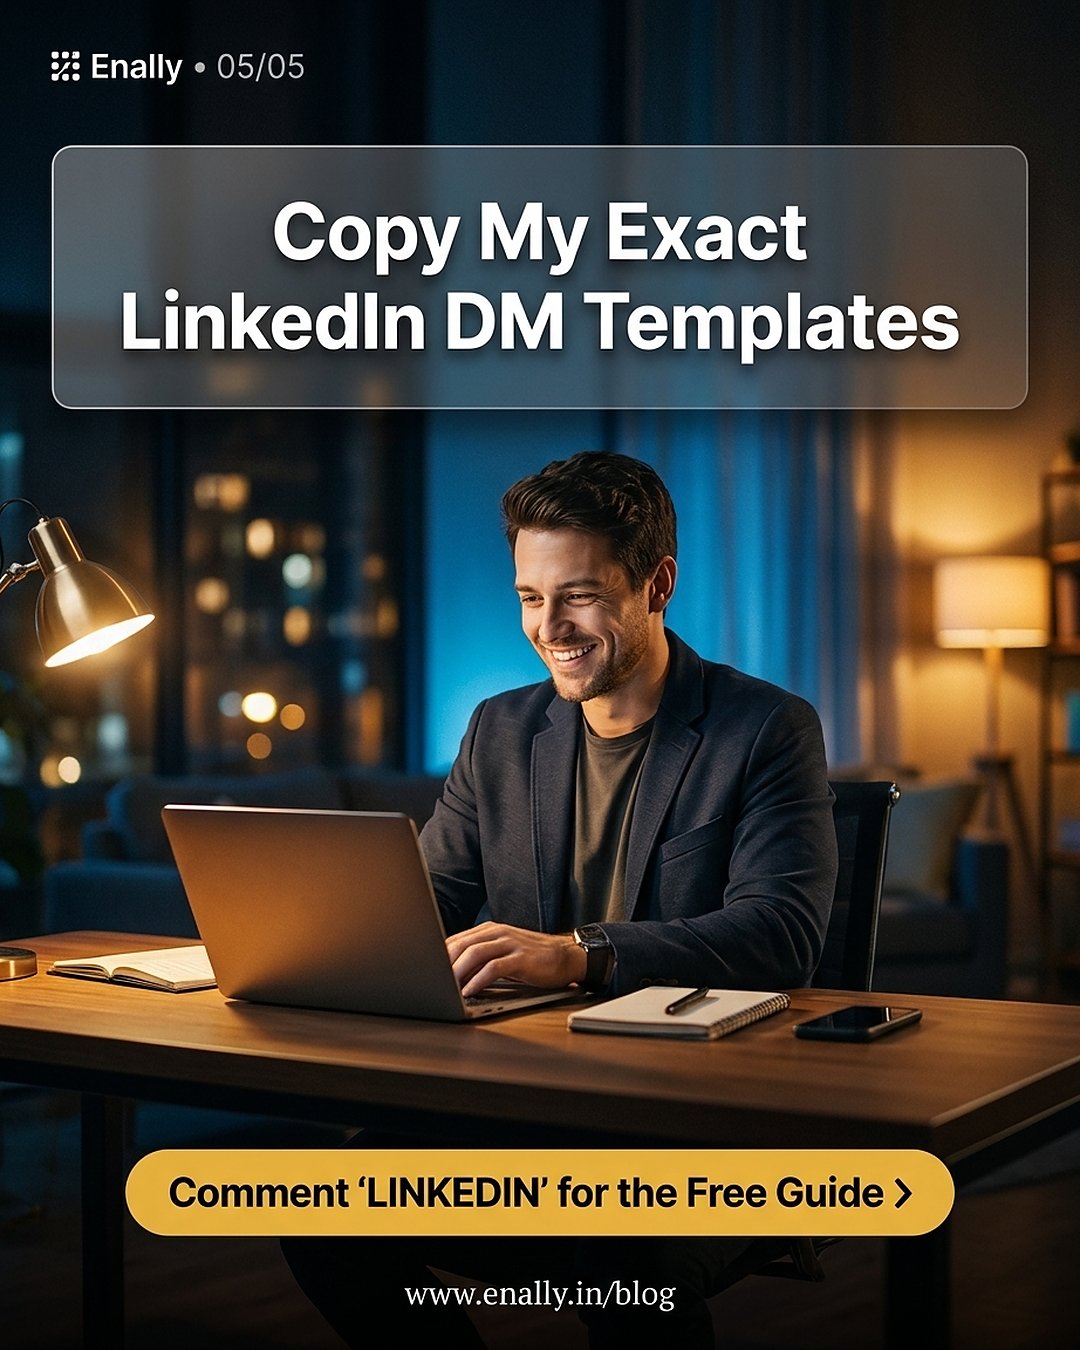 Enally • 05/05
Copy My Exact
LinkedIn DM Templates
Comment ‘LINKEDIN’ for the Free Guide >
www.enally.in/blog